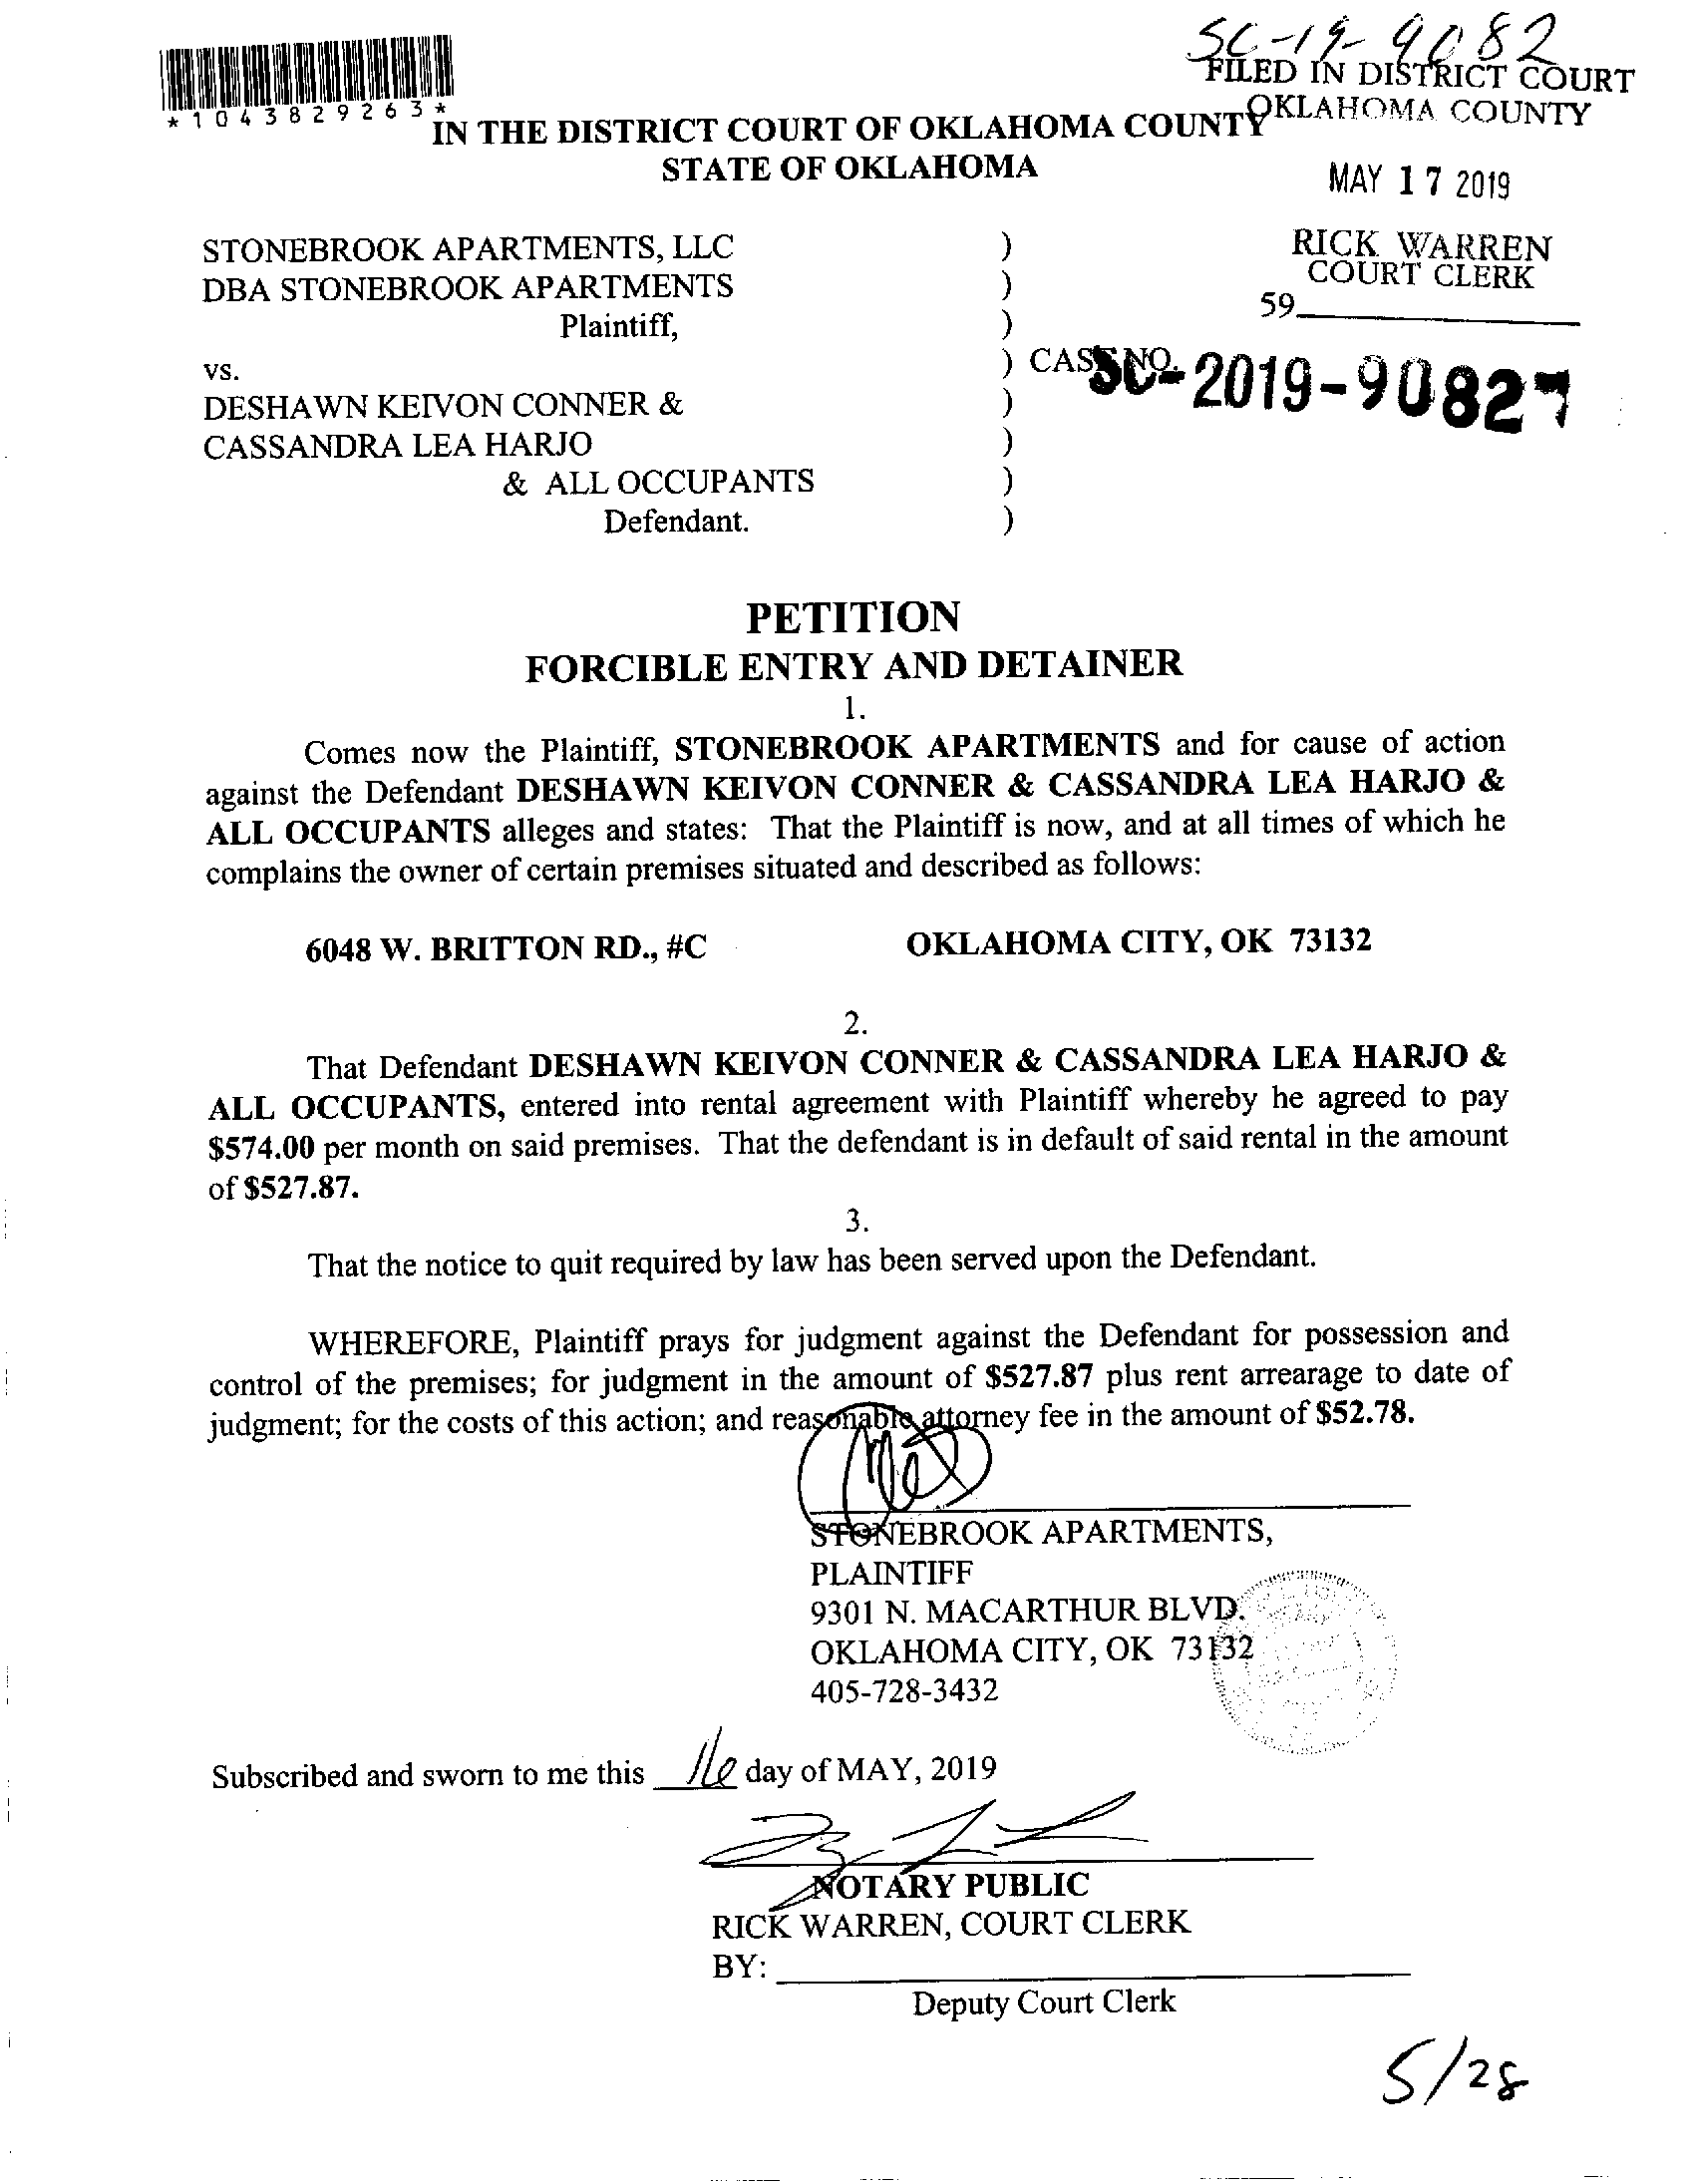 SC-19-9082
FILED IN DISTRICT COURT
OKLAHOMA COUNTY
*1043829263*
IN THE DISTRICT COURT OF OKLAHOMA COUNTY
STATE OF OKLAHOMA
MAY 17 2019
RICK WARREN
COURT CLERK
59
STONEBROOK APARTMENTS, LLC )
DBA STONEBROOK APARTMENTS )
Plaintiff, )
) CASE NO. SC-2019-90827
vs.
DESHAWN KEIVON CONNER & )
CASSANDRA LEA HARJO )
& ALL OCCUPANTS )
Defendant. )
PETITION
FORCIBLE ENTRY AND DETAINER
1.
Comes now the Plaintiff, STONEBROOK APARTMENTS and for cause of action
against the Defendant DESHAWN KEIVON CONNER & CASSANDRA LEA HARJO &
ALL OCCUPANTS alleges and states: That the Plaintiff is now, and at all times of which he
complains the owner of certain premises situated and described as follows:
6048 W. BRITTON RD., #C OKLAHOMA CITY, OK 73132
2.
That Defendant DESHAWN KEIVON CONNER & CASSANDRA LEA HARJO &
ALL OCCUPANTS, entered into rental agreement with Plaintiff whereby he agreed to pay
$574.00 per month on said premises. That the defendant is in default of said rental in the amount
of $527.87.
3.
That the notice to quit required by law has been served upon the Defendant.
WHEREFORE, Plaintiff prays for judgment against the Defendant for possession and
control of the premises; for judgment in the amount of $527.87 plus rent arrearage to date of
judgment; for the costs of this action; and reasonable attorney fee in the amount of $52.78.
STONEBROOK APARTMENTS,
PLAINTIFF
9301 N. MACARTHUR BLVD.
OKLAHOMA CITY, OK 73132
405-728-3432
Subscribed and sworn to me this 16 day of MAY, 2019
NOTARY PUBLIC
RICK WARREN, COURT CLERK
BY:
Deputy Court Clerk
5/28